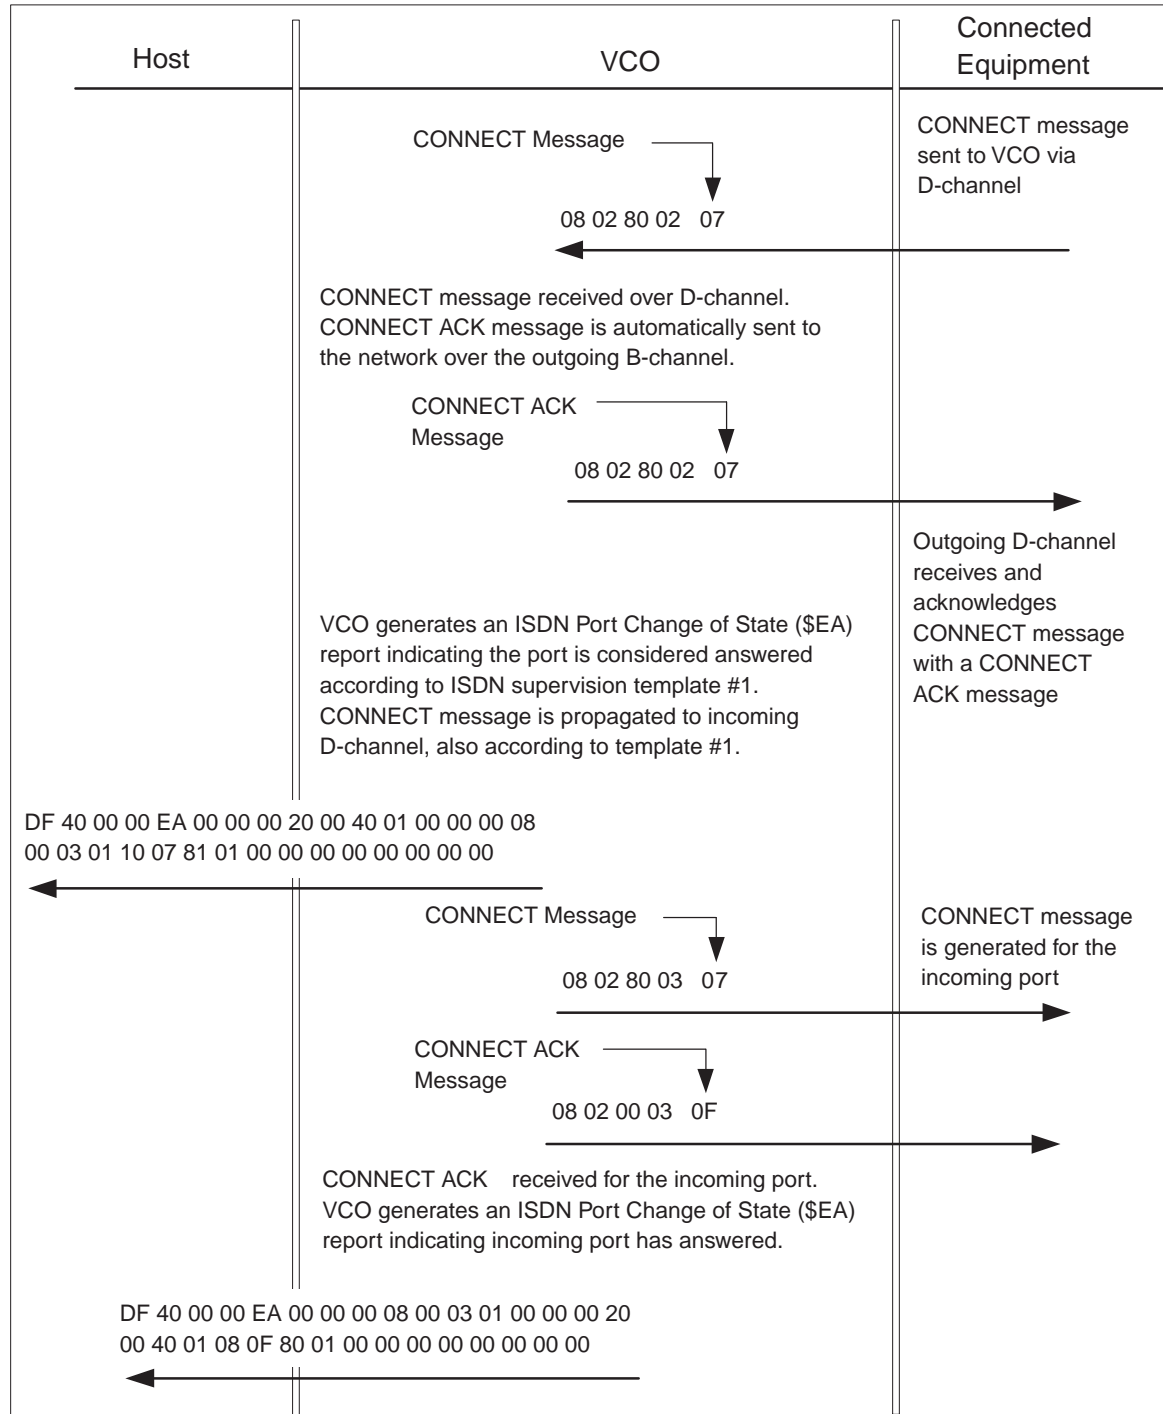 Host
VCO
Connected
Equipment
CONNECT Message
CONNECT message
sent to VCO via
D-channel
08 02 80 02 07
CONNECT message received over D-channel.
CONNECT ACK message is automatically sent to
the network over the outgoing B-channel.
CONNECT ACK
Message
08 02 80 02 07
Outgoing D-channel
receives and
acknowledges
CONNECT message
with a CONNECT
ACK message
VCO generates an ISDN Port Change of State ($EA)
report indicating the port is considered answered
according to ISDN supervision template #1.
CONNECT message is propagated to incoming
D-channel, also according to template #1.
DF 40 00 00 EA 00 00 00 20 00 40 01 00 00 00 08
00 03 01 10 07 81 01 00 00 00 00 00 00 00 00
CONNECT Message
CONNECT message
is generated for the
incoming port
08 02 80 03 07
CONNECT ACK
Message
08 02 00 03 0F
CONNECT ACK received for the incoming port.
VCO generates an ISDN Port Change of State ($EA)
report indicating incoming port has answered.
DF 40 00 00 EA 00 00 00 08 00 03 01 00 00 00 20
00 40 01 08 0F 80 01 00 00 00 00 00 00 00 00